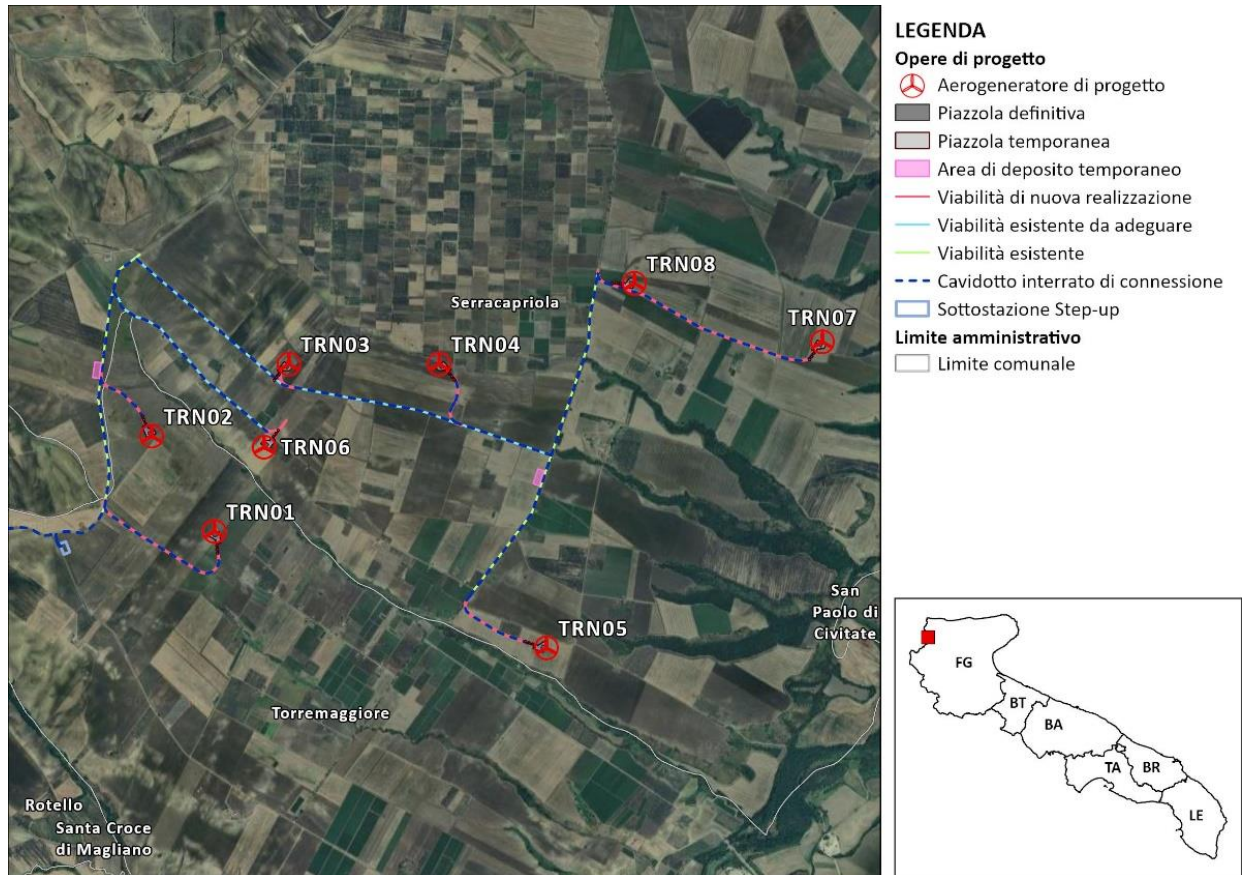 TRN08
Serracapriola
TRN07
TRN03
TRN04
TRN02
TRN06
TRN01
San
Paolo di
Civitate
TRN05
Torremaggiore
Rotello
Santa Croce
di Magliano
LEGENDA
Opere di progetto
Aerogeneratore di progetto
Piazzola definitiva
Piazzola temporanea
Area di deposito temporaneo
Viabilità di nuova realizzazione
Viabilità esistente da adeguare
Viabilità esistente
Cavidotto interrato di connessione
Sottostazione Step-up
Limite amministrativo
Limite comunale
FG
BT
BA
TA
BR
LE